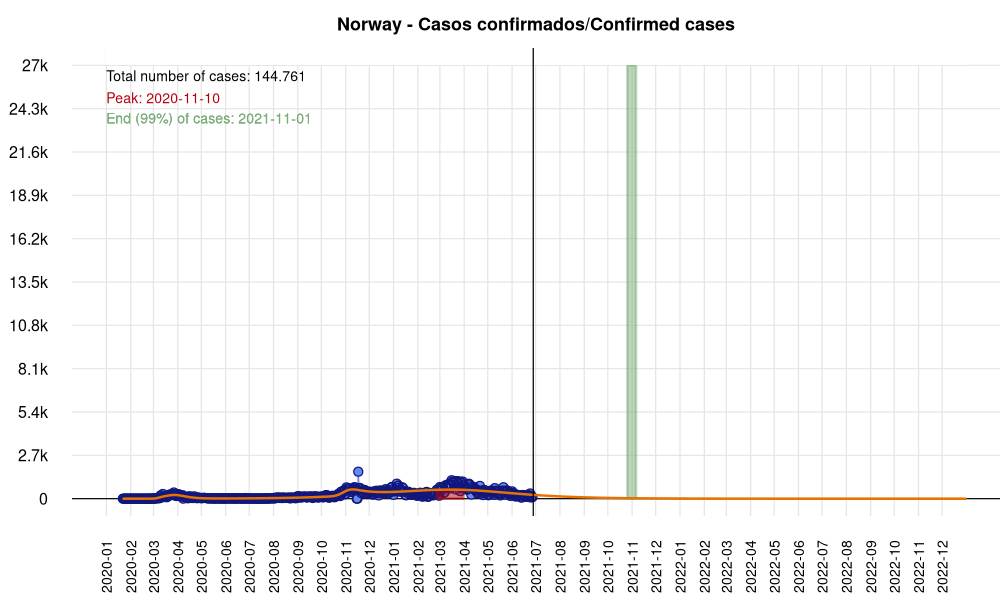 Norway - Casos confirmados/Confirmed cases
27k
Total number of cases: 144.761
Peak: 2020-11-10
24.3k
End (99%) of cases: 2021-11-01
21.6k
18.9k
16.2k
13.5k
10.8k
8.1k
5.4k
2.7k
0
2020-01
2020-02
2020-03
2020-04
2020-05
2020-06
2020-07
2020-08
2020-09
2020-10
2020-11
2020-12
2021-01
2021-02
2021-03
2021-04
2021-05
2021-06
2021-07
2021-08
2021-09
2021-10
2021-11
2021-12
2022-01
2022-02
2022-03
2022-04
2022-05
2022-06
2022-07
2022-08
2022-09
2022-10
2022-11
2022-12